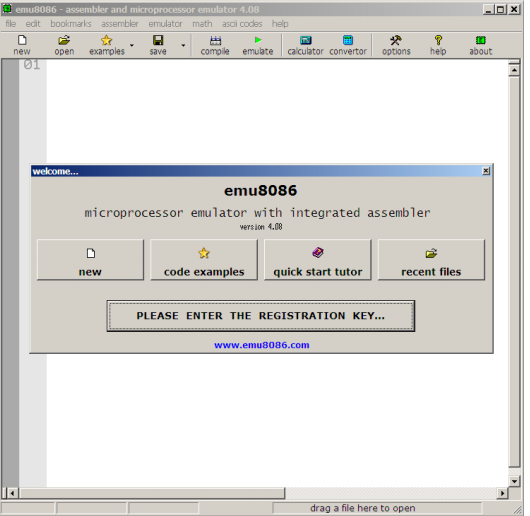 emu8086 - assembler and microprocessor emulator 4.08
file edit bookmarks assembler emulator math ascii codes help
new open examples save compile emulate calculator convertor options help about
01
welcome...
emu8086
microprocessor emulator with integrated assembler
version 4.08
new code examples quick start tutor recent files
PLEASE ENTER THE REGISTRATION KEY...
www.emu8086.com
drag a file here to open